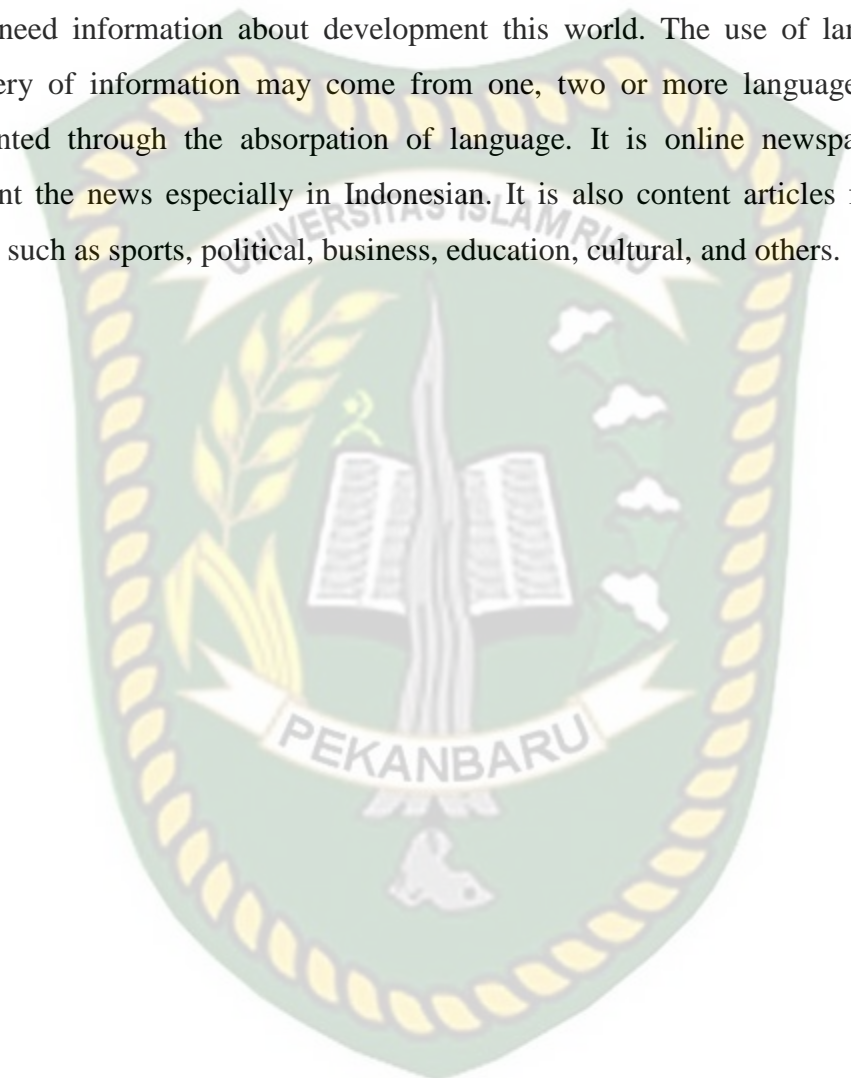 need information about development this world. The use of lan
ery of information may come from one, two or more language
nted through the absorpation of language. It is online newspa
nt the news especially in Indonesian. It is also content articles
such as sports, political, business, education, cultural, and others.
UNIVERSITAS ISLAM RIAU
PEKANBARU